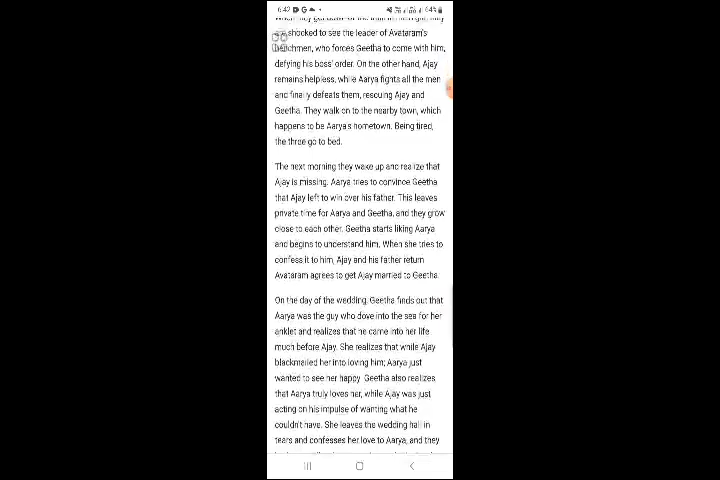 6:42
64%
are shocked to see the leader of Avataram's
henchmen, who forces Geetha to come with him,
defying his boss' order. On the other hand, Ajay
remains helpless, while Aarya fights all the men
and finally defeats them, rescuing Ajay and
Geetha. They walk on to the nearby town, which
happens to be Aarya's hometown. Being tired,
the three go to bed.
The next morning they wake up and realize that
Ajay is missing. Aarya tries to convince Geetha
that Ajay left to win over his father. This leaves
private time for Aarya and Geetha, and they grow
close to each other. Geetha starts liking Aarya
and begins to understand him. When she tries to
confess it to him, Ajay and his father return
Avataram agrees to get Ajay married to Geetha.
On the day of the wedding, Geetha finds out that
Aarya was the guy who dove into the sea for her
anklet and realizes that he came into her life
much before Ajay. She realizes that while Ajay
blackmailed her into loving him; Aarya just
wanted to see her happy. Geetha also realizes
that Aarya truly loves her, while Ajay was just
acting on his impulse of wanting what he
couldn't have. She leaves the wedding hall in
tears and confesses her love to Aarya, and they